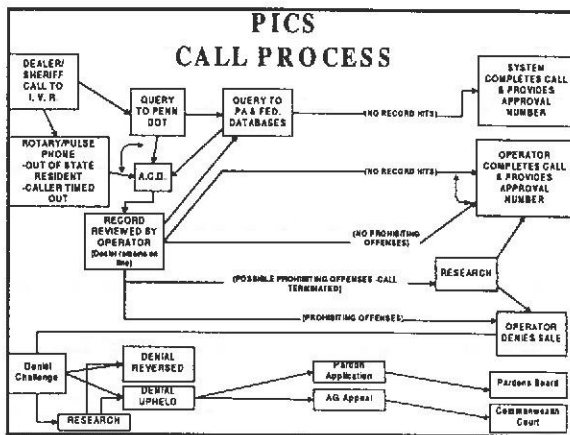 PICS
CALL PROCESS
DEALER/
SHERIFF
CALL TO
I. V. R.
QUERY
TO PENN
DOT
QUERY TO
PA & FED.
DATABASES
(NO RECORD HITS)
SYSTEM
COMPLETES CALL
& PROVIDES
APPROVAL
NUMBER
ROTARY/PULSE
PHONE
-OUT OF STATE
RESIDENT
-CALLER TIMED
OUT
A.C.D.
(NO RECORD HITS)
OPERATOR
COMPLETES CALL
& PROVIDES
APPROVAL
NUMBER
RECORD
REVIEWED BY
OPERATOR
(Dealer remains on
line)
(NO PROHIBITING
OFFENSES)
(POSSIBLE PROHIBITING OFFENSES -CALL
TERMINATED)
RESEARCH
(PROHIBITING OFFENSES)
OPERATOR
DENIES SALE
Denial
Challenge
DENIAL
REVERSED
DENIAL
UPHELD
RESEARCH
Pardon
Application
AG Appeal
Pardons Board
Commonwealth
Court